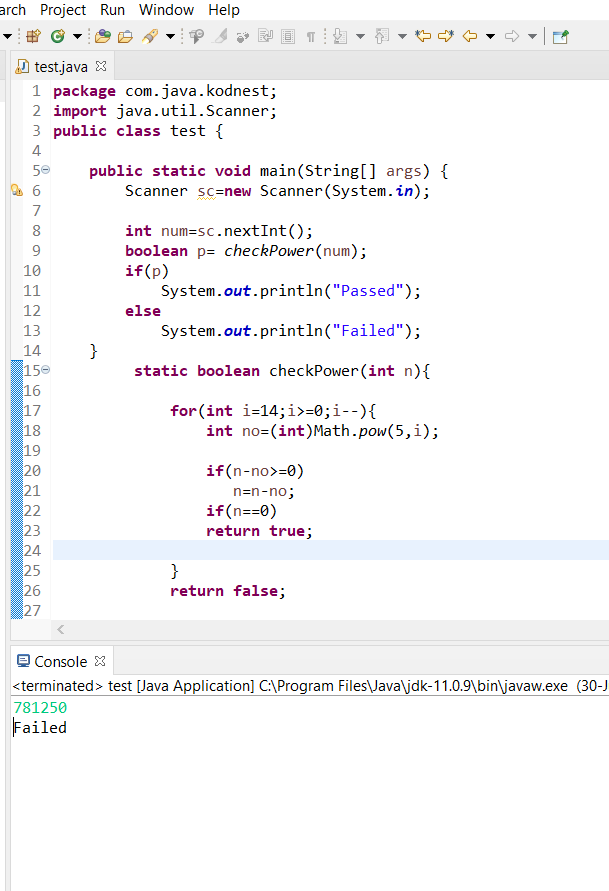 arch Project Run Window Help
test.java
1 package com.java.kodnest;
2 import java.util.Scanner;
3 public class test {
4
5 public static void main(String[] args) {
6 Scanner sc=new Scanner(System.in);
7
8 int num=sc.nextInt();
9 boolean p= checkPower(num);
10 if(p)
11 System.out.println("Passed");
12 else
13 System.out.println("Failed");
14 }
15 static boolean checkPower(int n){
16
17 for(int i=14;i>=0;i--){
18 int no=(int)Math.pow(5,i);
19
20 if(n-no>=0)
21 n=n-no;
22 if(n==0)
23 return true;
24
25 }
26 return false;
27
Console
<terminated> test [Java Application] C:\Program Files\Java\jdk-11.0.9\bin\javaw.exe (30-J
781250
Failed